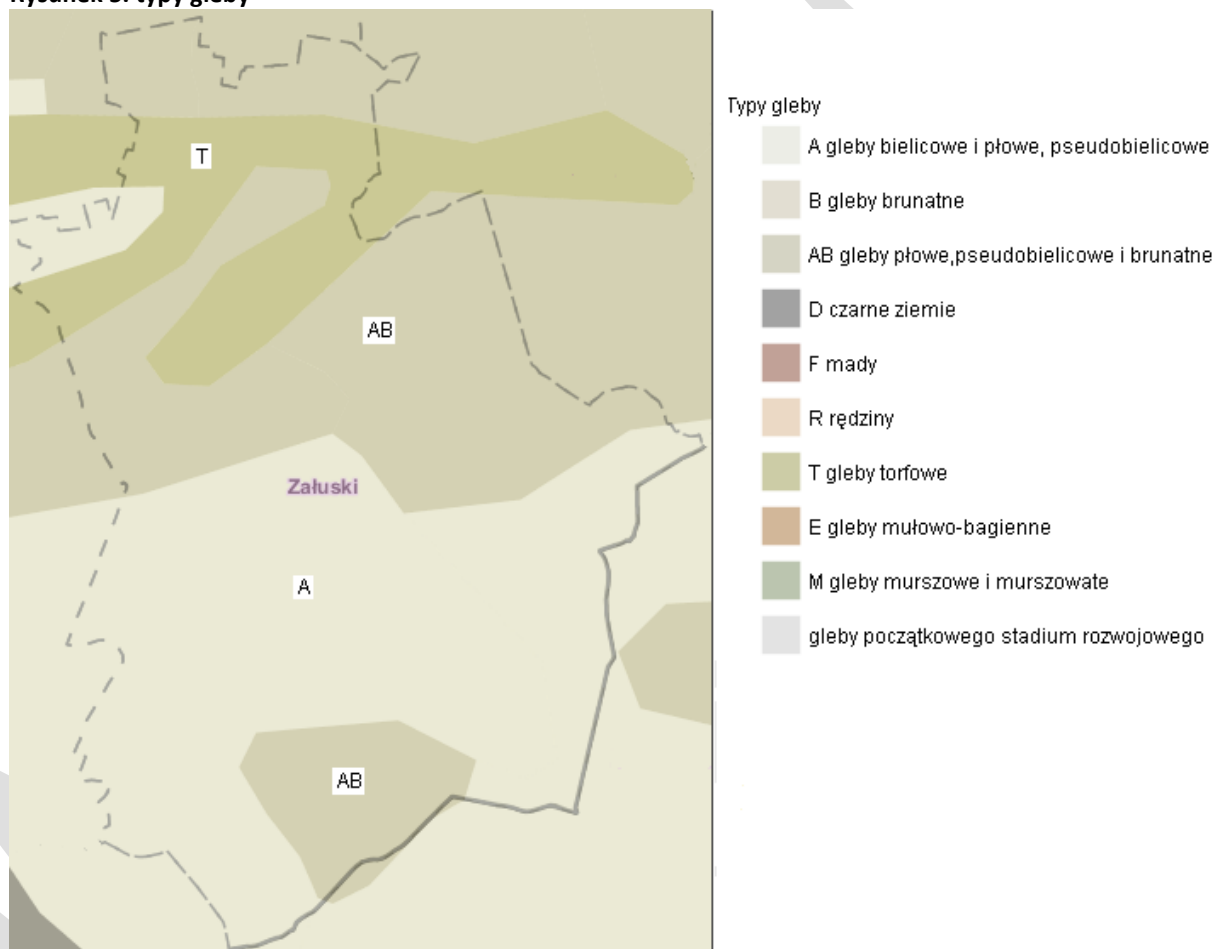 Rysunek 3. typy gleby
T
AB
Załuski
A
AB
Typy gleby
A gleby bielicowe i płowe, pseudobielicowe
B gleby brunatne
AB gleby płowe,pseudobielicowe i brunatne
D czarne ziemie
F mady
R rędziny
T gleby torfowe
E gleby mułowo-bagienne
M gleby murszowe i murszowate
gleby początkowego stadium rozwojowego